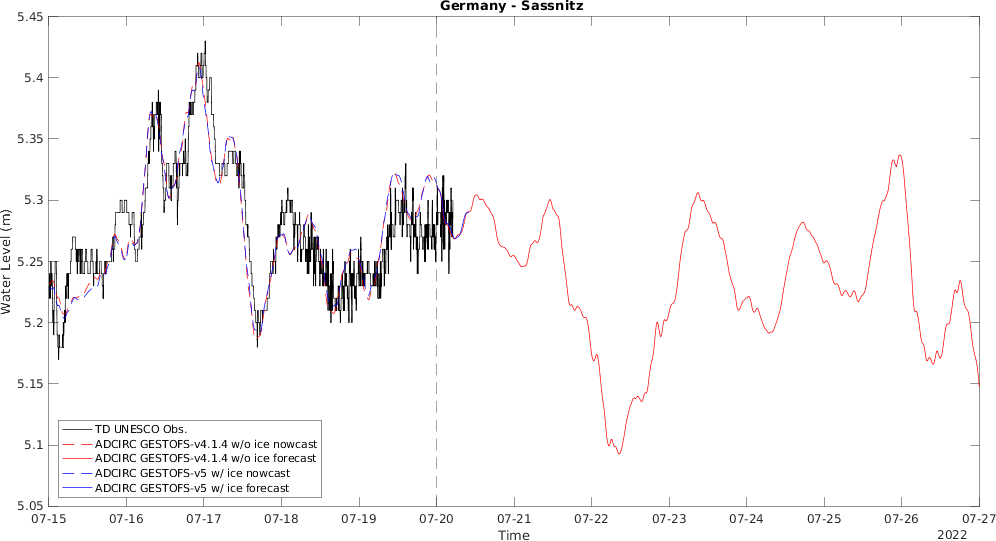 Germany - Sassnitz
5.45
5.4
5.35
5.3
5.25
5.2
5.15
5.1
5.05
Water Level (m)
TD UNESCO Obs.
ADCIRC GESTOFS-v4.1.4 w/o ice nowcast
ADCIRC GESTOFS-v4.1.4 w/o ice forecast
ADCIRC GESTOFS-v5 w/ ice nowcast
ADCIRC GESTOFS-v5 w/ ice forecast
07-15 07-16 07-17 07-18 07-19 07-20 07-21 07-22 07-23 07-24 07-25 07-26 07-27
Time
2022